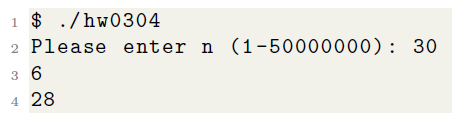 1 $ ./hw0304
2 Please enter n (1-50000000): 30
3 6
4 28